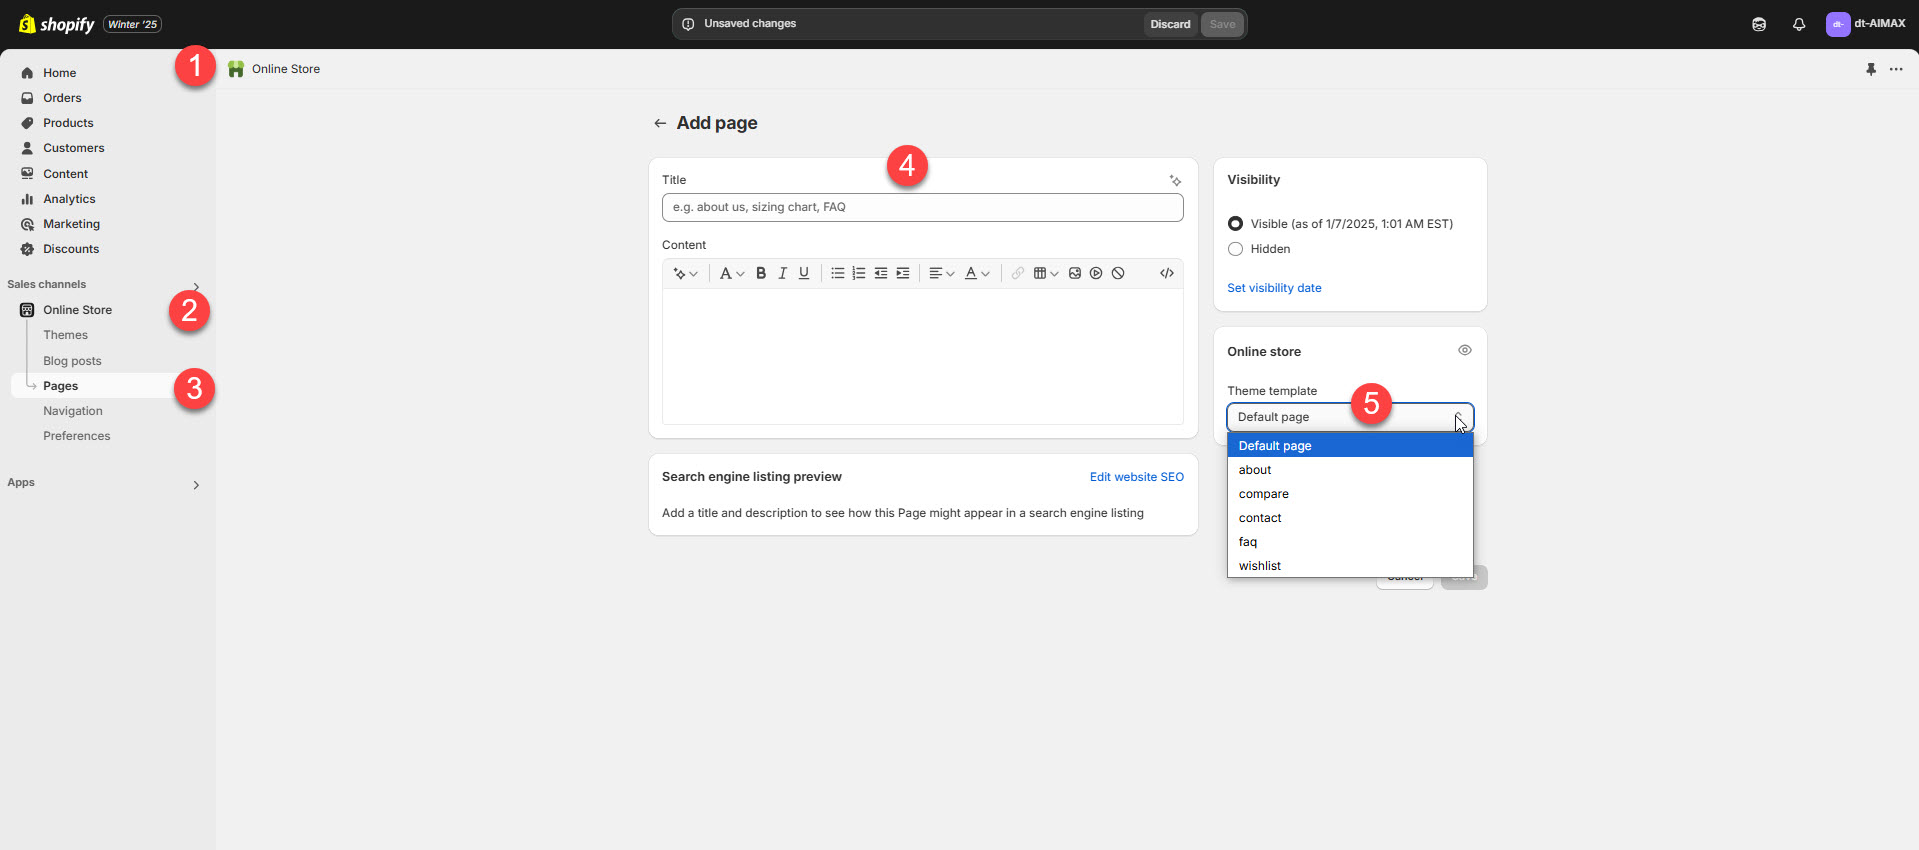 shopify
Winter '25
Unsaved changes
Discard
Save
dt-
dt-AIMAX
1
Online Store
Home
Orders
Products
Customers
Content
Analytics
Marketing
Discounts
Sales channels
2
Online Store
Themes
Blog posts
3
Pages
Navigation
Preferences
Apps
Add page
4
Title
e.g. about us, sizing chart, FAQ
Content
A
B
I
U
A
Search engine listing preview
Edit website SEO
Add a title and description to see how this Page might appear in a search engine listing
Visibility
Visible (as of 1/7/2025, 1:01 AM EST)
Hidden
Set visibility date
Online store
Theme template
5
Default page
Default page
about
compare
contact
faq
wishlist
Cancel
Save